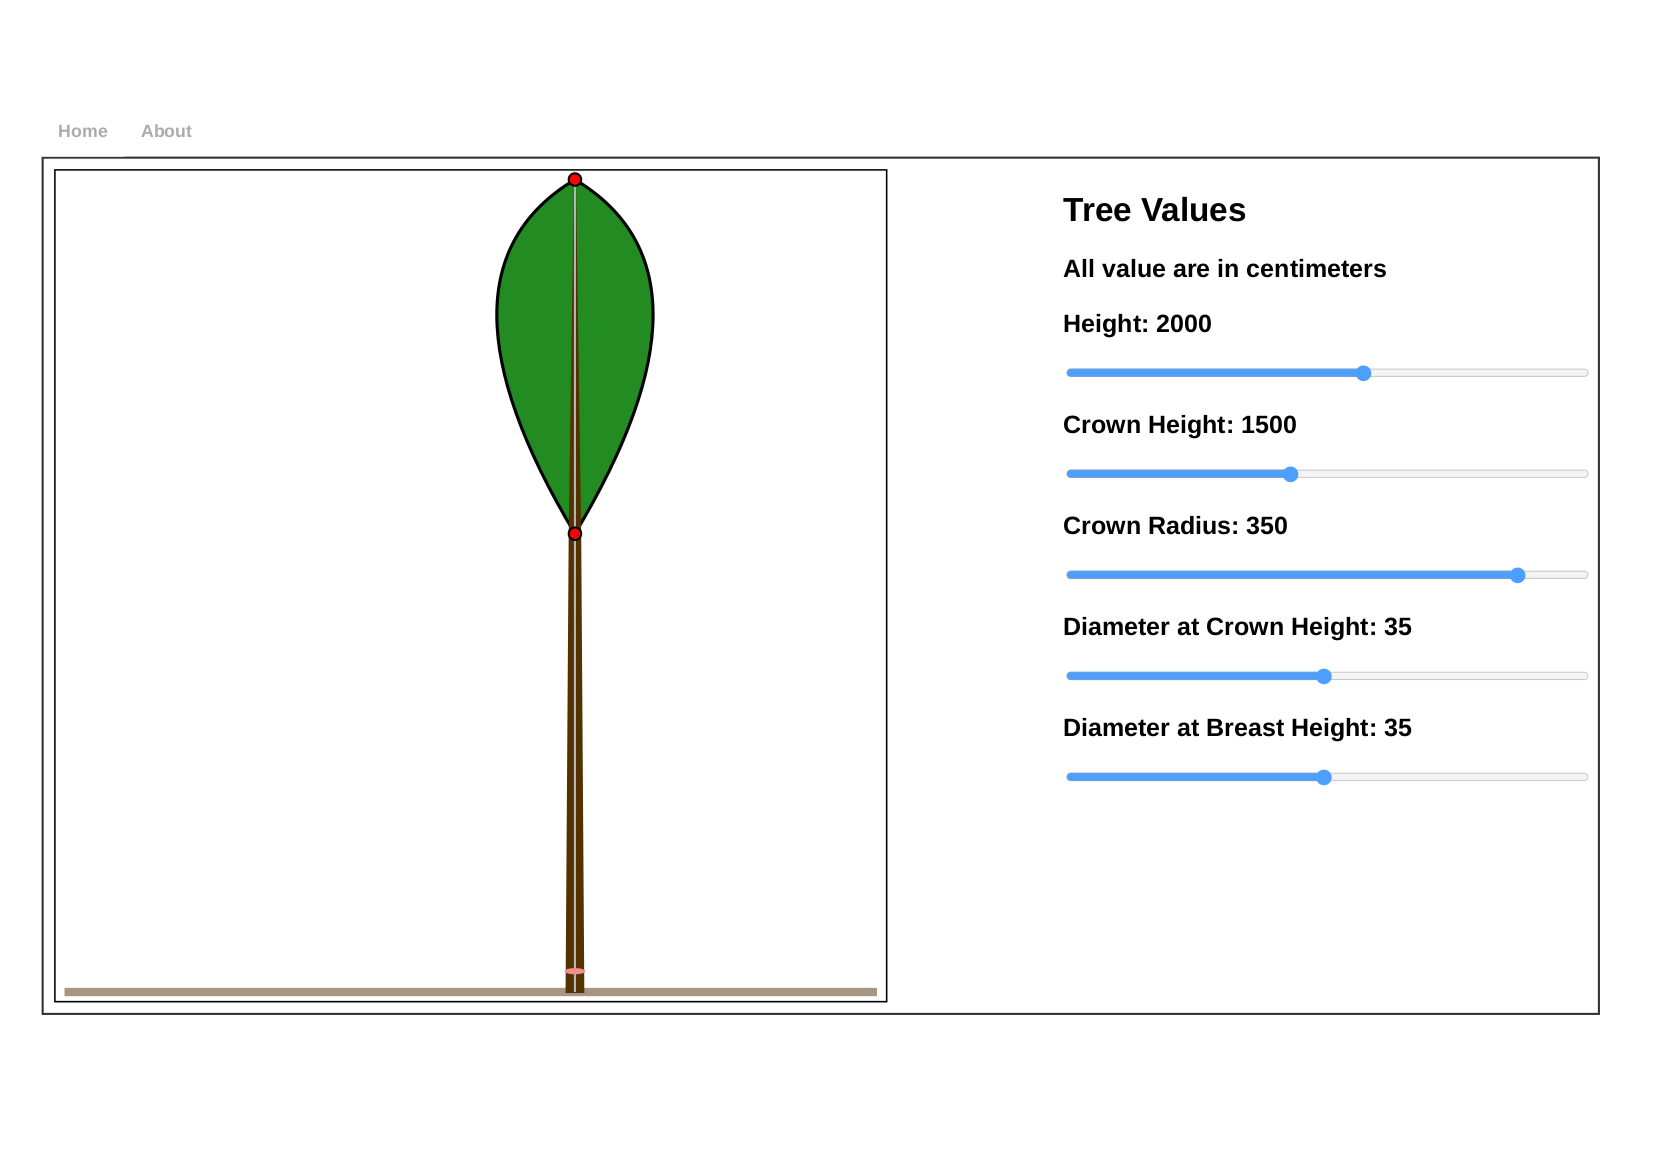 Home About
Tree Values
All value are in centimeters
Height: 2000
Crown Height: 1500
Crown Radius: 350
Diameter at Crown Height: 35
Diameter at Breast Height: 35